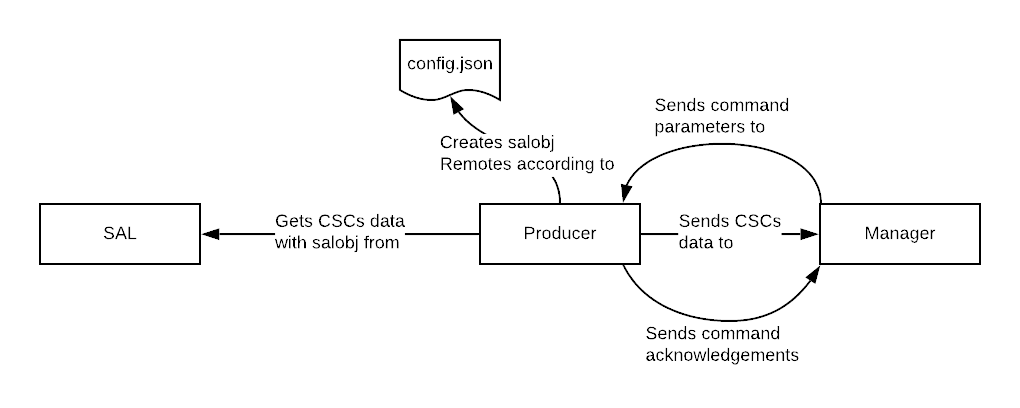 config.json
Sends command
parameters to
Creates salobj
Remotes according to
SAL
Gets CSCs data
with salobj from
Producer
Sends CSCs
data to
Manager
Sends command
acknowledgements